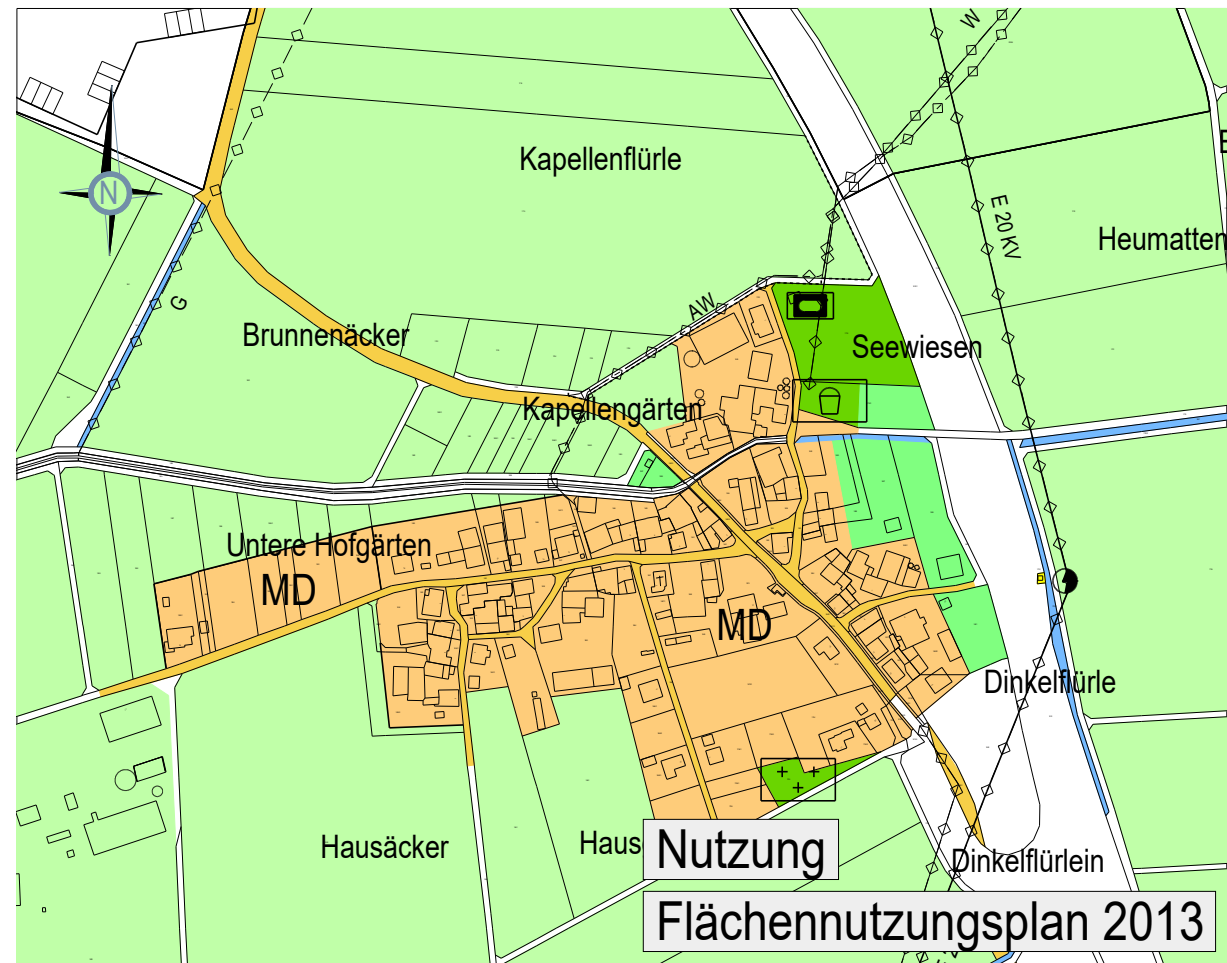 W
Kapellenflürle
N
E 20 KV
Heumatten
G
AW
Brunnenäcker
Seewiesen
Kapellengärten
Untere Hofgärten
MD
MD
Dinkelflürle
Hausäcker
Haus
Nutzung
Dinkelflürlein
Flächennutzungsplan 2013